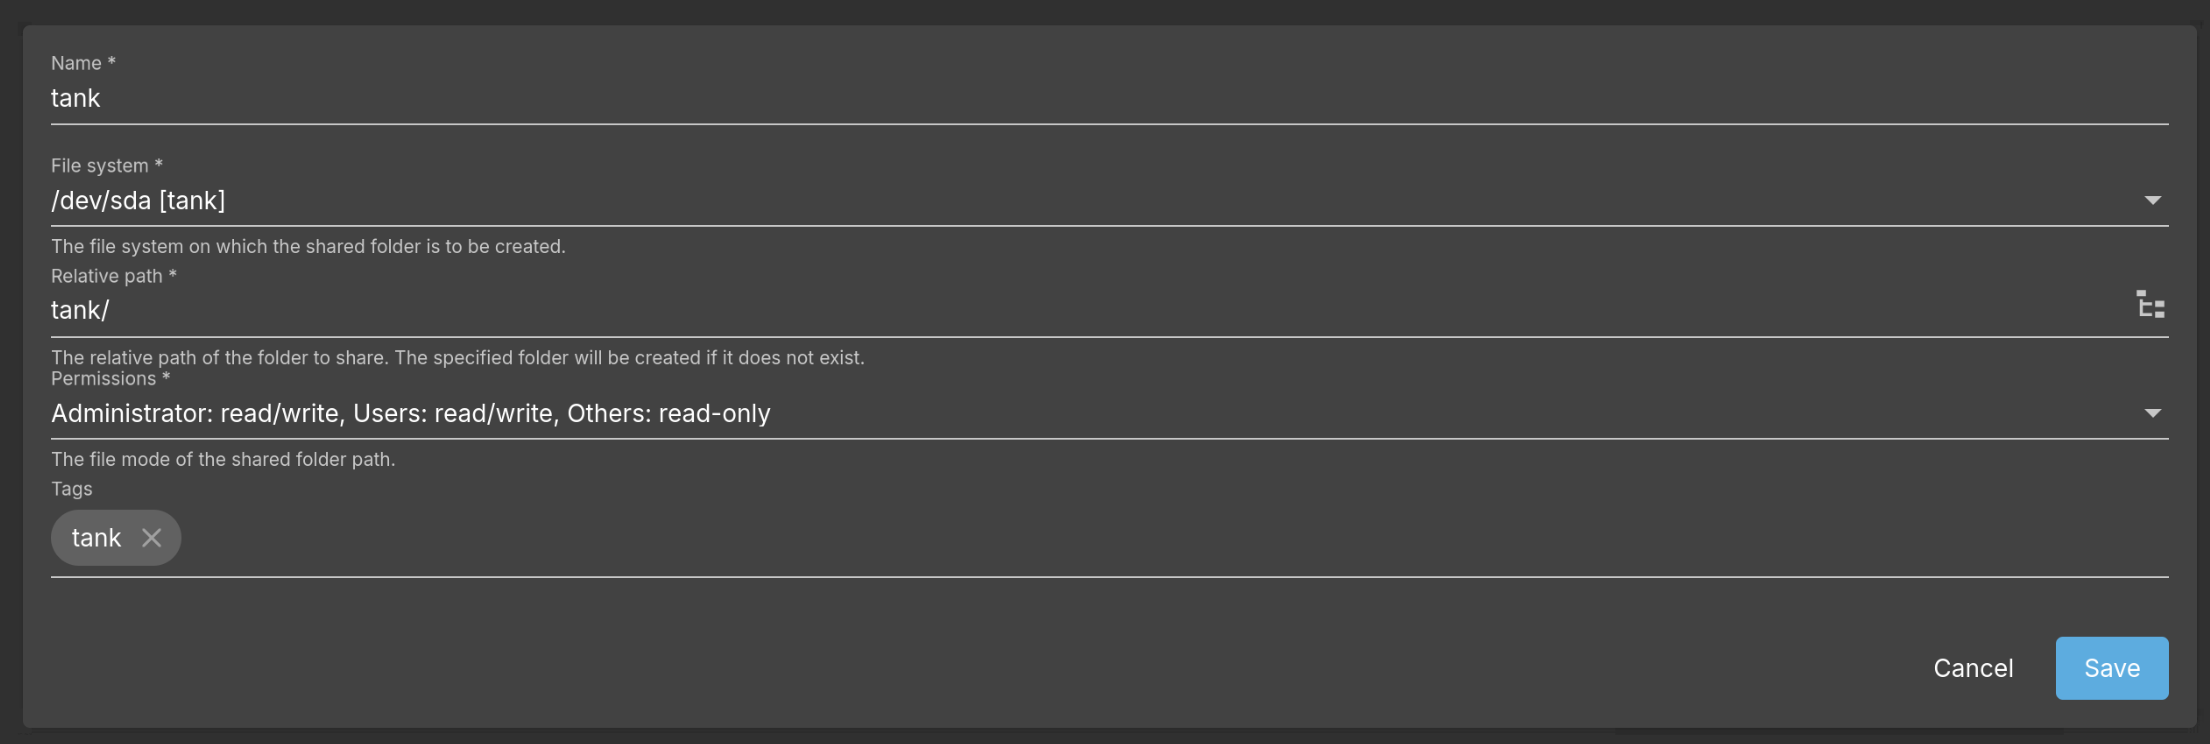 Name *
tank
File system *
/dev/sda [tank]
The file system on which the shared folder is to be created.
Relative path *
tank/
The relative path of the folder to share. The specified folder will be created if it does not exist.
Permissions *
Administrator: read/write, Users: read/write, Others: read-only
The file mode of the shared folder path.
Tags
tank
Cancel Save